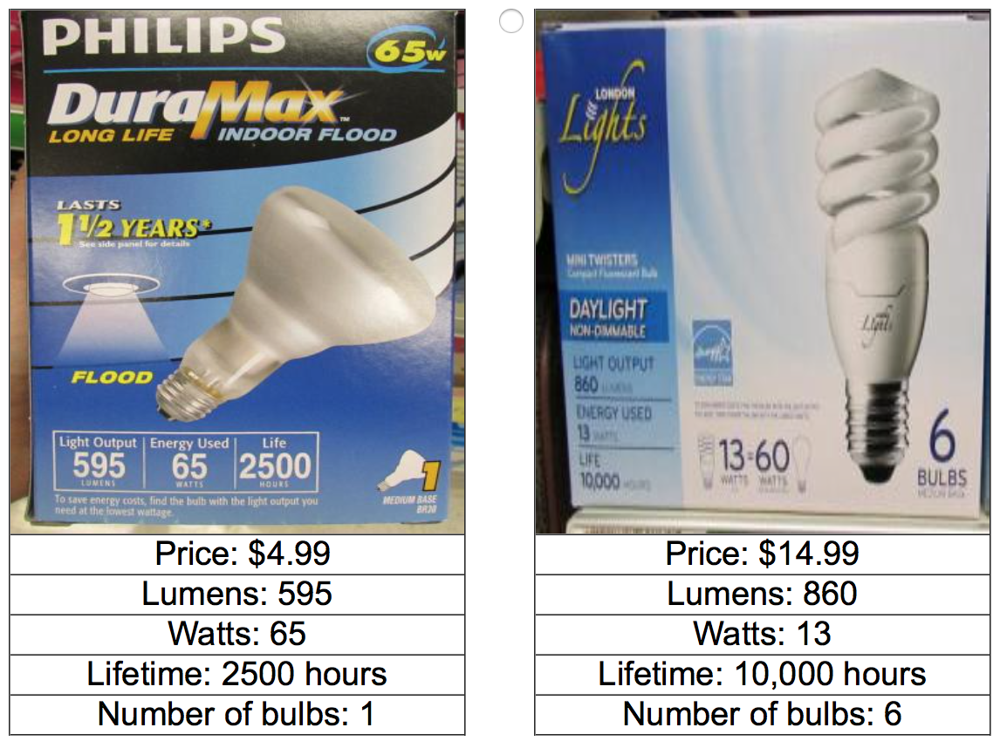 PHILIPS
65w
DuraMax™
LONG LIFE INDOOR FLOOD
LASTS
1 1/2 YEARS*
See side panel for details
FLOOD
Light Output Energy Used Life
595 65 2500
LUMENS WATTS HOURS
To save energy costs, find the bulb with the light output you
need at the lowest wattage.
1
MEDIUM BASE
BR30
Price: $4.99
Lumens: 595
Watts: 65
Lifetime: 2500 hours
Number of bulbs: 1
LONDON
Lights
MINI TWISTERS
Compact Fluorescent Bulb
DAYLIGHT
NON-DIMMABLE
LIGHT OUTPUT
860 LUMENS
ENERGY USED
13 WATTS
LIFE
10,000 HOURS
ENERGY STAR
13=60
WATTS WATTS
Lights
6
BULBS
MEDIUM BASE
Price: $14.99
Lumens: 860
Watts: 13
Lifetime: 10,000 hours
Number of bulbs: 6